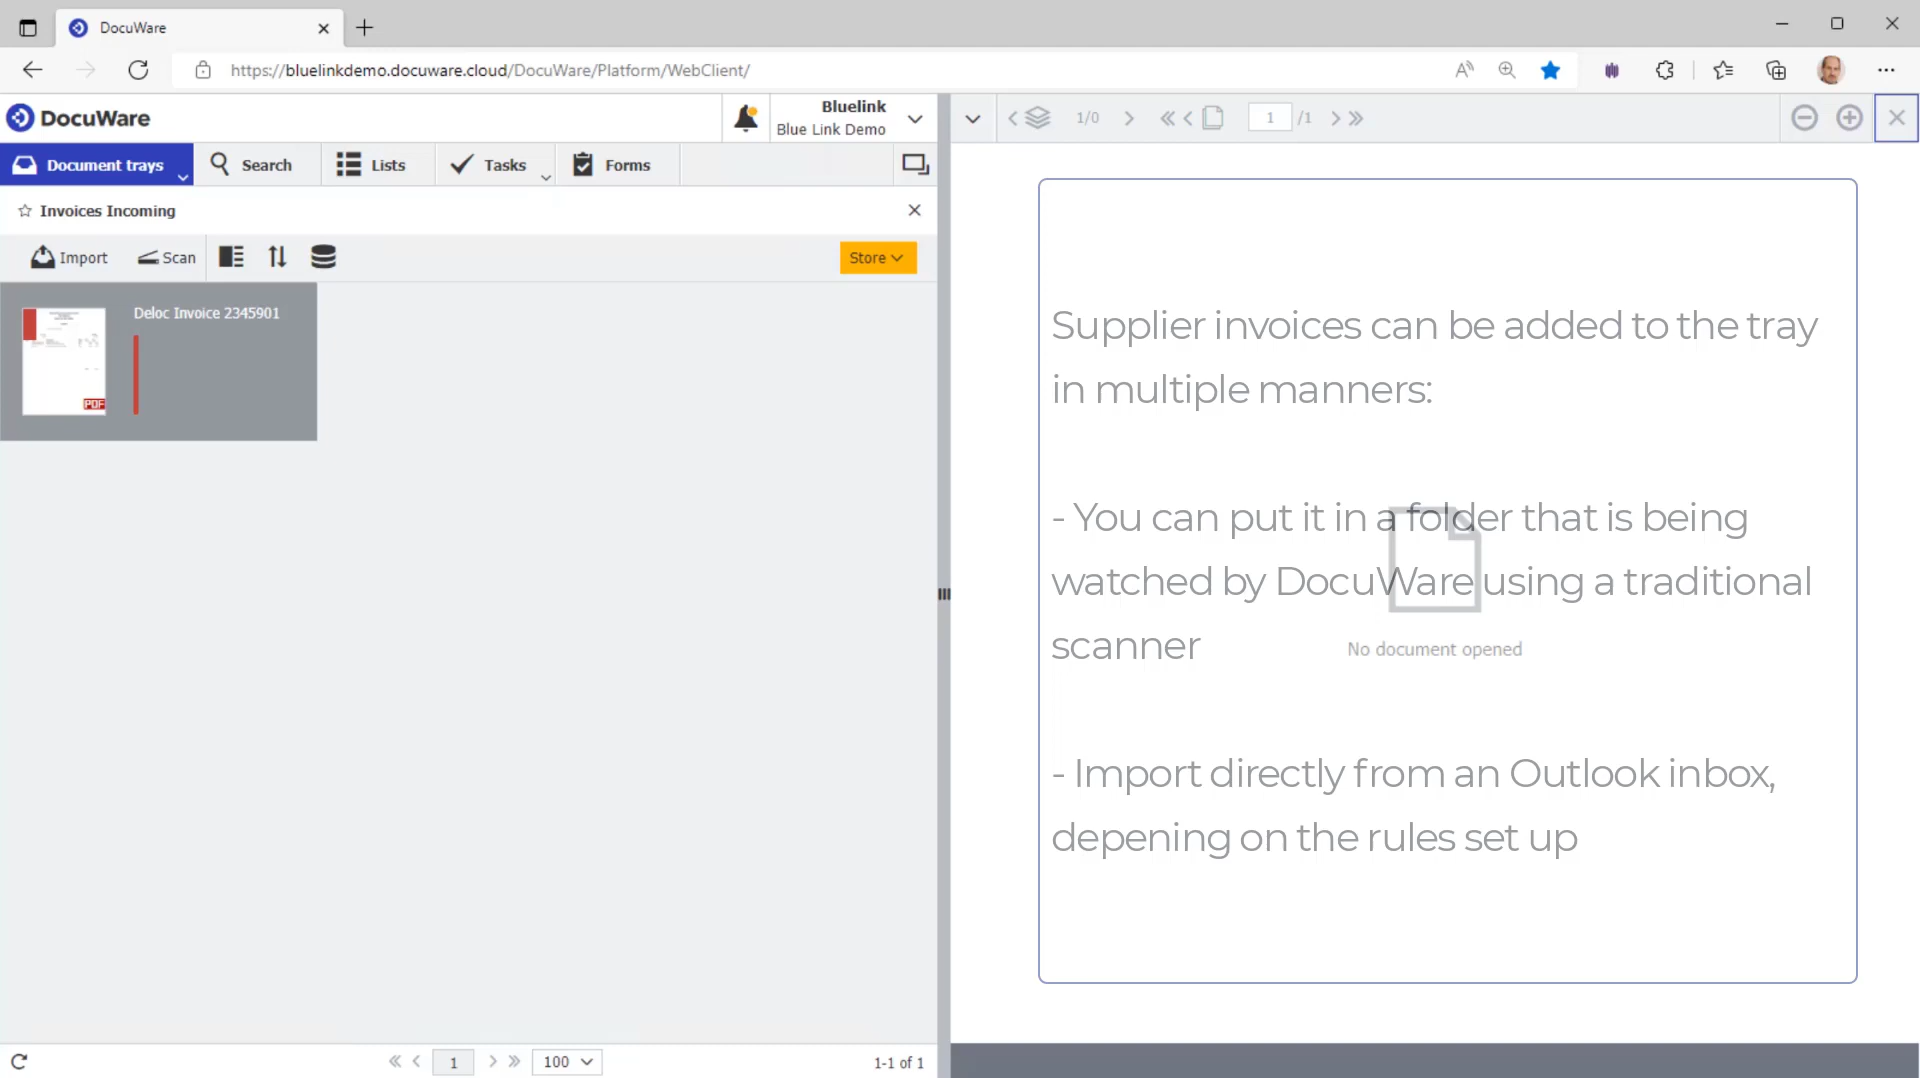 DocuWare
https://bluelinkdemo.docuware.cloud/DocuWare/Platform/WebClient/
DocuWare
Bluelink
Blue Link Demo
1/0
1
/1
Document trays
Search
Lists
Tasks
Forms
Invoices Incoming
Import
Scan
Store
Deloc Invoice 2345901
PDF
Supplier invoices can be added to the tray
in multiple manners:
- You can put it in a folder that is being
watched by DocuWare using a traditional
scanner
No document opened
- Import directly from an Outlook inbox,
depening on the rules set up
1
100
1-1 of 1